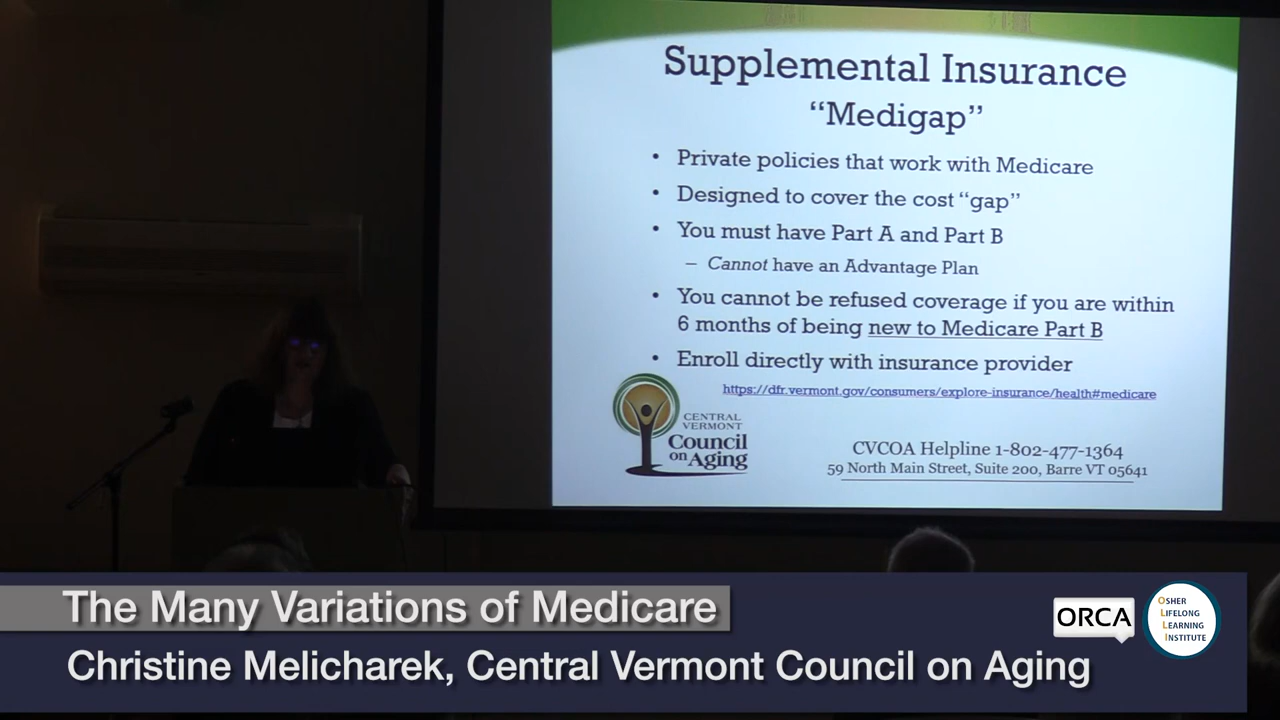 Supplemental Insurance
“Medigap”
• Private policies that work with Medicare
• Designed to cover the cost “gap”
• You must have Part A and Part B
– Cannot have an Advantage Plan
• You cannot be refused coverage if you are within
6 months of being new to Medicare Part B
• Enroll directly with insurance provider
https://dfr.vermont.gov/consumers/explore-insurance/health#medicare
CENTRAL
VERMONT
Council
on Aging
CVCOA Helpline 1-802-477-1364
59 North Main Street, Suite 200, Barre VT 05641
The Many Variations of Medicare
Christine Melicharek, Central Vermont Council on Aging
ORCA
OSHER
LIFELONG
LEARNING
INSTITUTE